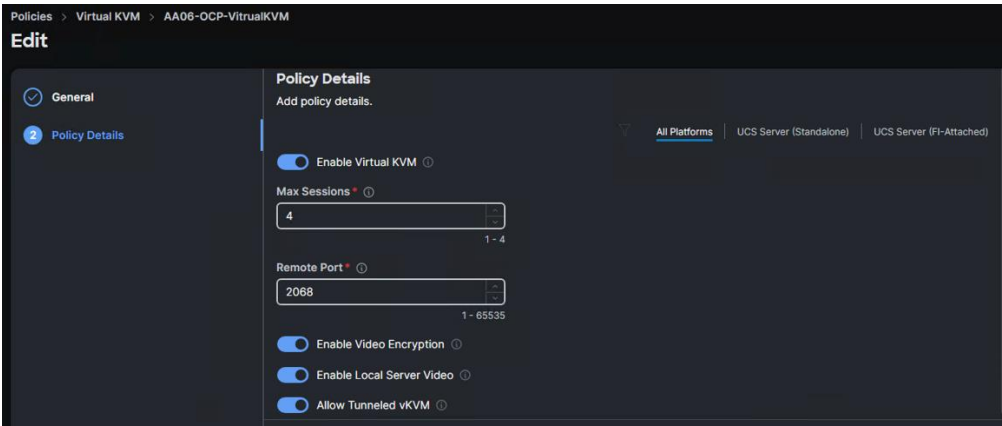 Policies > Virtual KVM > AA06-OCP-VitrualKVM
Edit
General
2 Policy Details
Policy Details
Add policy details.
All Platforms | UCS Server (Standalone) | UCS Server (FI-Attached)
Enable Virtual KVM
Max Sessions *
4
1 - 4
Remote Port *
2068
1 - 65535
Enable Video Encryption
Enable Local Server Video
Allow Tunneled vKVM